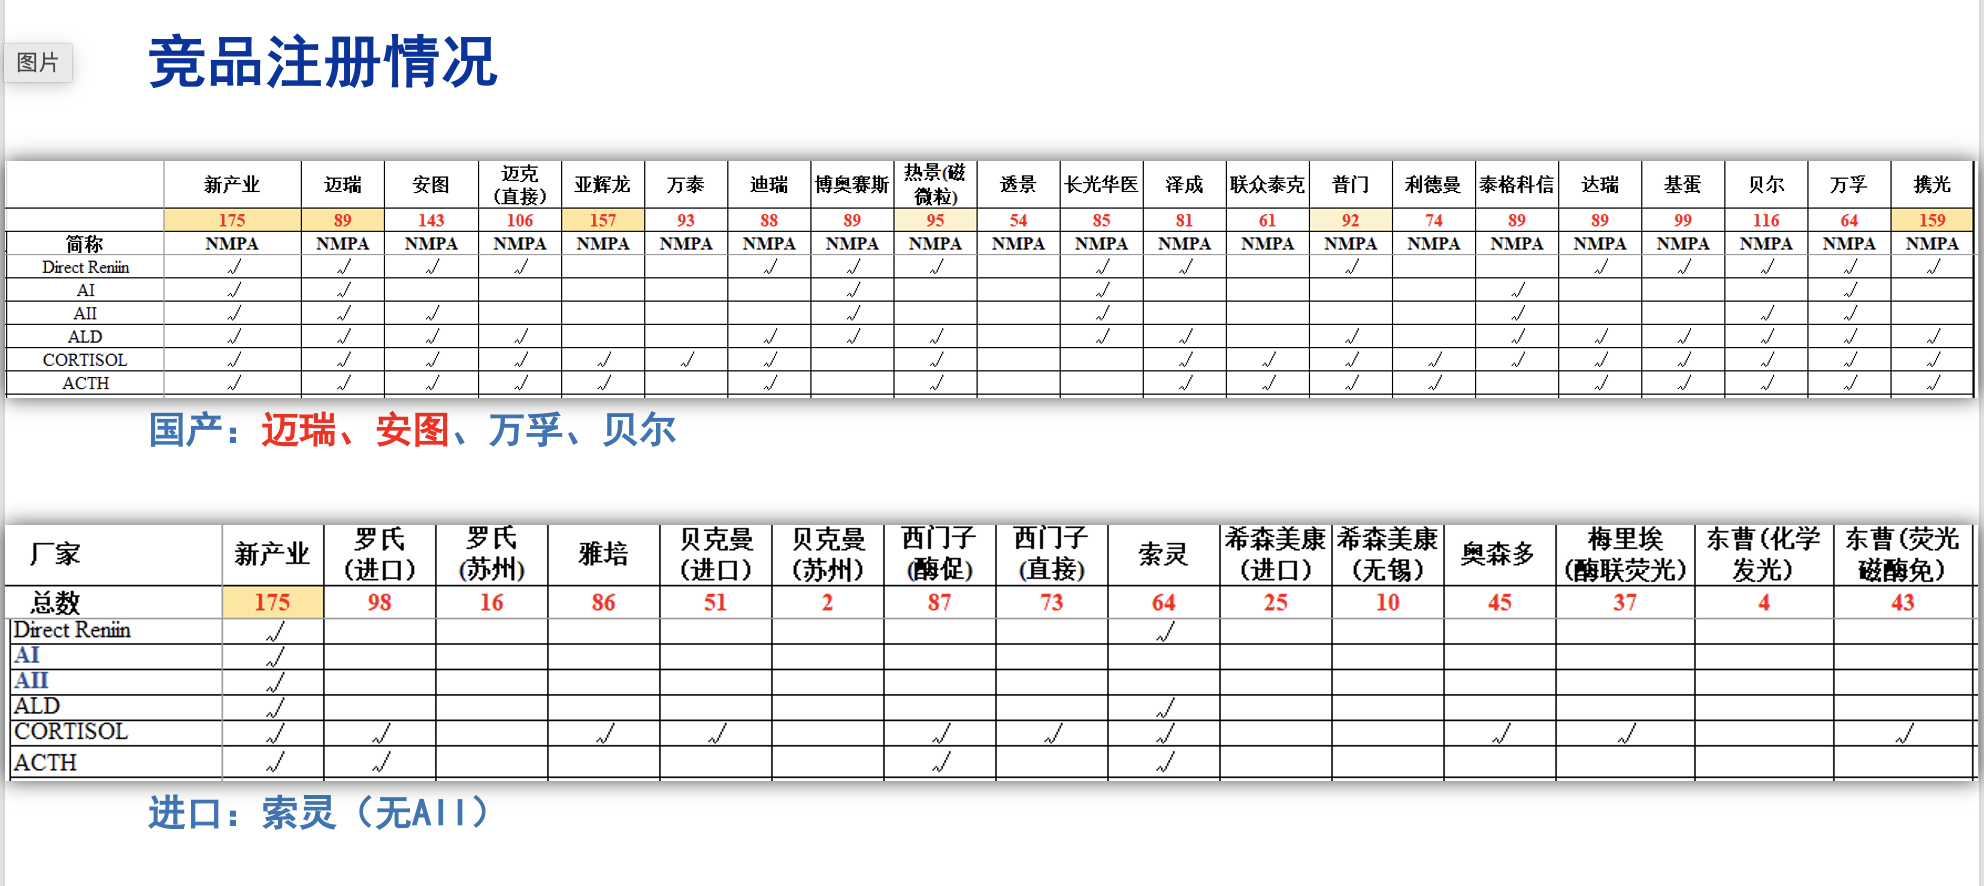 竞品注册情况
图片
新产业 迈瑞 安图 迈克（直接） 亚辉龙 万泰 迪瑞 博奥赛斯 热景(磁微粒) 透景 长光华医 泽成 联众泰克 普门 利德曼 泰格科信 达瑞 基蛋 贝尔 万孚 携光
175 89 143 106 157 93 88 89 95 54 85 81 61 92 74 89 89 99 116 64 159
简称 NMPA NMPA NMPA NMPA NMPA NMPA NMPA NMPA NMPA NMPA NMPA NMPA NMPA NMPA NMPA NMPA NMPA NMPA NMPA NMPA NMPA
Direct Reniin √ √ √ √ √ √ √ √ √ √ √ √ √ √ √
AI √ √ √ √ √ √
AII √ √ √ √ √ √ √ √
ALD √ √ √ √ √ √ √ √ √ √ √ √ √ √ √ √
CORTISOL √ √ √ √ √ √ √ √ √ √ √ √ √ √ √ √ √ √
ACTH √ √ √ √ √ √ √ √ √ √ √ √ √ √ √ √
国产：迈瑞、安图、万孚、贝尔
厂家 新产业 罗氏（进口） 罗氏(苏州) 雅培 贝克曼（进口） 贝克曼（苏州） 西门子(酶促) 西门子(直接) 索灵 希森美康（进口） 希森美康（无锡） 奥森多 梅里埃（酶联荧光） 东曹(化学发光） 东曹(荧光磁酶免）
总数 175 98 16 86 51 2 87 73 64 25 10 45 37 4 43
Direct Reniin √ √
AI √
AII √
ALD √ √
CORTISOL √ √ √ √ √ √ √ √ √ √
ACTH √ √ √ √
进口：索灵（无AII）